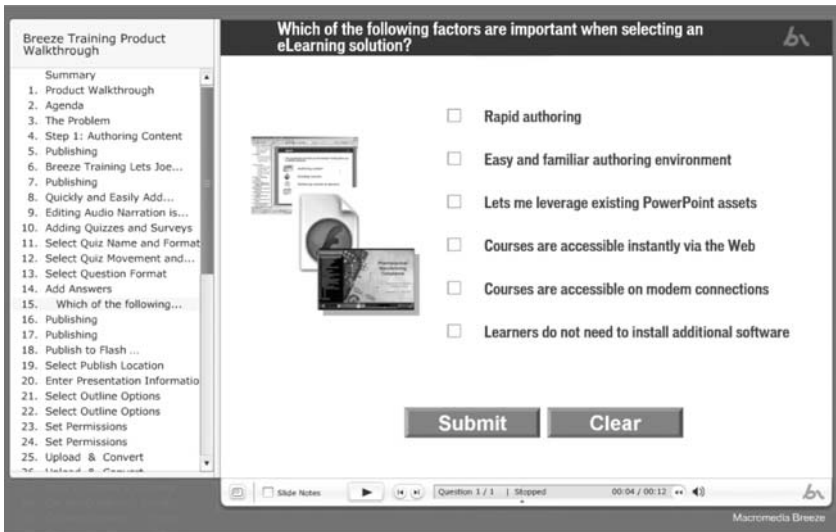 Breeze Training Product
Walkthrough
Summary
1. Product Walkthrough
2. Agenda
3. The Problem
4. Step 1: Authoring Content
5. Publishing
6. Breeze Training Lets Joe...
7. Publishing
8. Quickly and Easily Add...
9. Editing Audio Narration is...
10. Adding Quizzes and Surveys
11. Select Quiz Name and Format
12. Select Quiz Movement and...
13. Select Question Format
14. Add Answers
15. Which of the following...
16. Publishing
17. Publishing
18. Publish to Flash ...
19. Select Publish Location
20. Enter Presentation Informatio
21. Select Outline Options
22. Select Outline Options
23. Set Permissions
24. Set Permissions
25. Upload & Convert
Which of the following factors are important when selecting an
eLearning solution?
Rapid authoring
Easy and familiar authoring environment
Lets me leverage existing PowerPoint assets
Courses are accessible instantly via the Web
Courses are accessible on modem connections
Learners do not need to install additional software
Submit Clear
Slide Notes Question 1 / 1 | Stopped 00:04 / 00:12
Macromedia Breeze